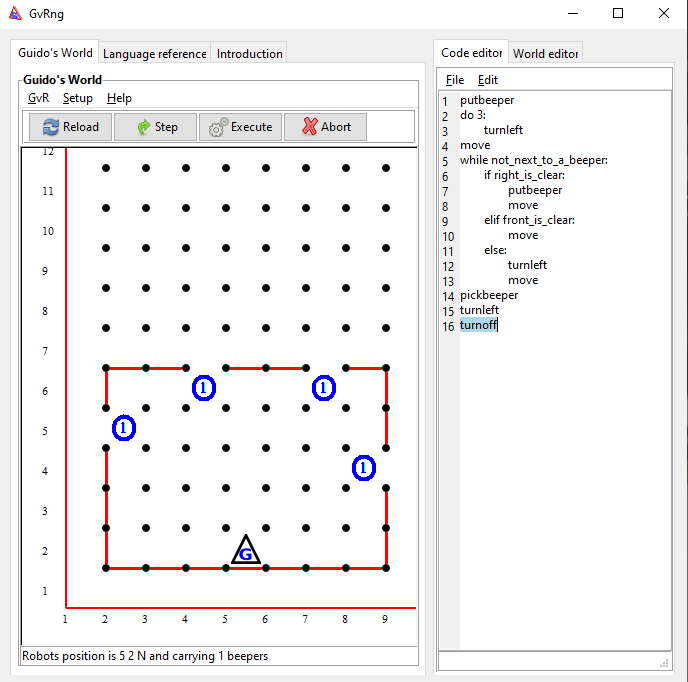 GvRng
Guido's World
Language reference
Introduction
Guido's World
GvR Setup Help
Reload Step Execute Abort
12
11
10
9
8
7
6 1 1
5 1
4 1
3
2 G
1
1 2 3 4 5 6 7 8 9
Robots position is 5 2 N and carrying 1 beepers
Code editor
World editor
File Edit
1 putbeeper
2 do 3:
3 turnleft
4 move
5 while not_next_to_a_beeper:
6 if right_is_clear:
7 putbeeper
8 move
9 elif front_is_clear:
10 move
11 else:
12 turnleft
13 move
14 pickbeeper
15 turnleft
16 turnoff